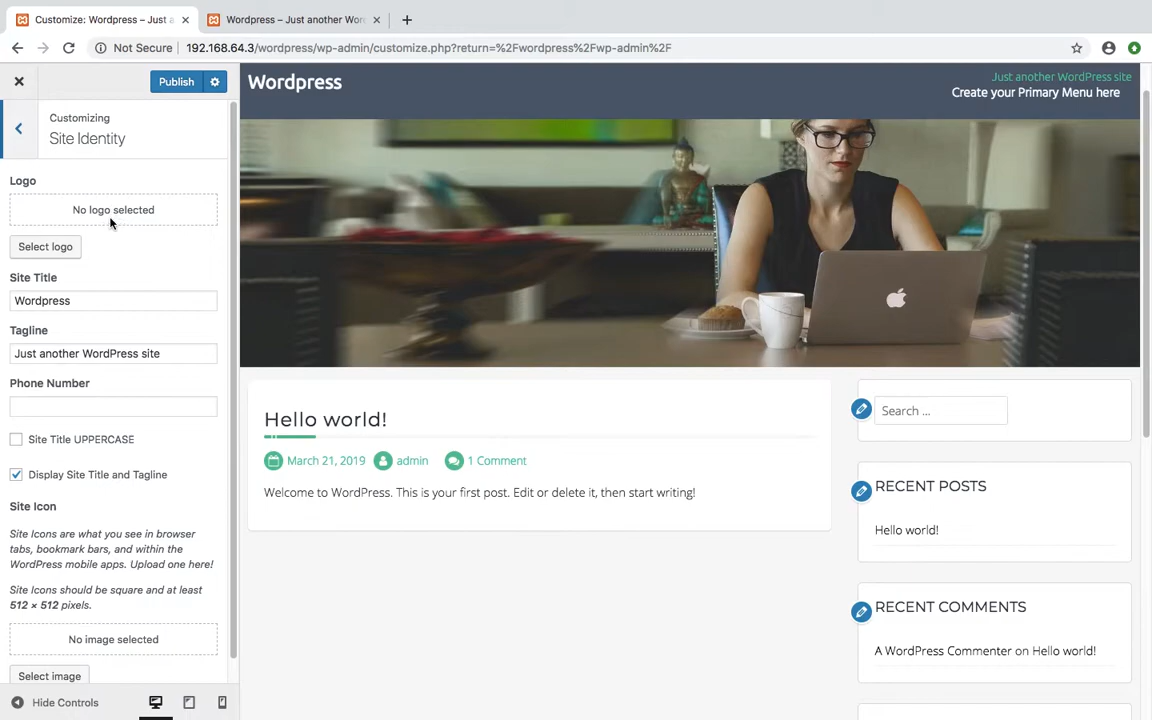 Customize: Wordpress – Just a
Wordpress – Just another Wor
Not Secure
192.168.64.3/wordpress/wp-admin/customize.php?return=%2Fwordpress%2Fwp-admin%2F
Publish
Customizing
Site Identity
Logo
No logo selected
Select logo
Site Title
Wordpress
Tagline
Just another WordPress site
Phone Number
Site Title UPPERCASE
Display Site Title and Tagline
Site Icon
Site Icons are what you see in browser
tabs, bookmark bars, and within the
WordPress mobile apps. Upload one here!
Site Icons should be square and at least
512 × 512 pixels.
No image selected
Select image
Hide Controls
Wordpress
Just another WordPress site
Create your Primary Menu here
Hello world!
March 21, 2019 admin 1 Comment
Welcome to WordPress. This is your first post. Edit or delete it, then start writing!
Search ...
RECENT POSTS
Hello world!
RECENT COMMENTS
A WordPress Commenter on Hello world!